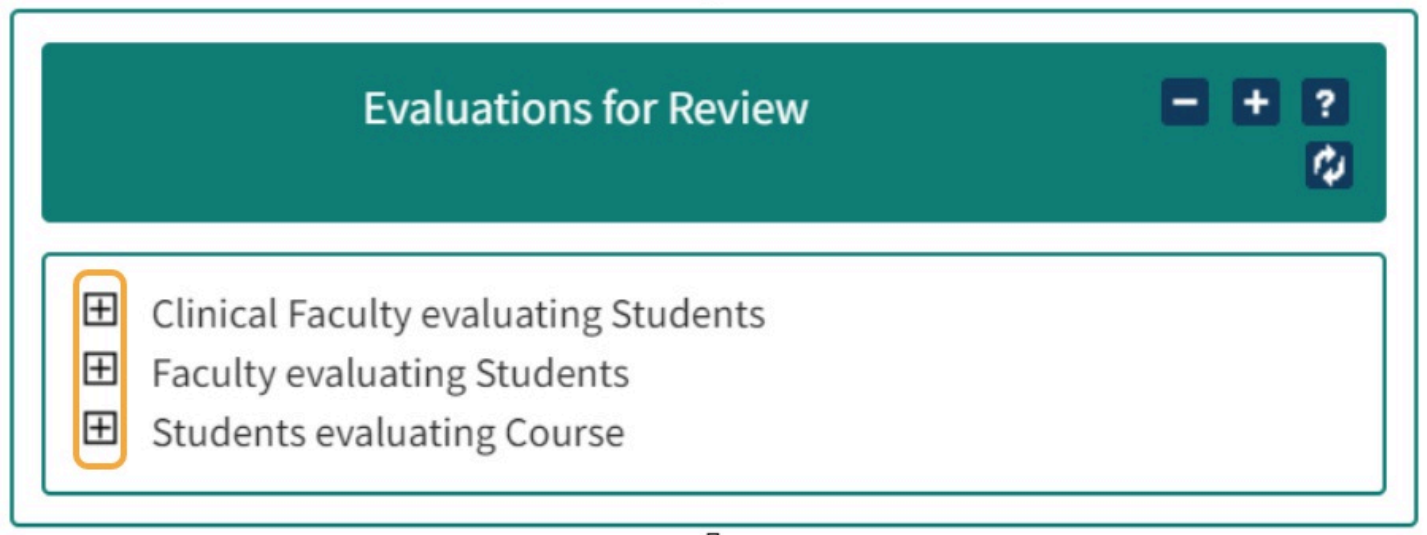 Evaluations for Review
Clinical Faculty evaluating Students
Faculty evaluating Students
Students evaluating Course